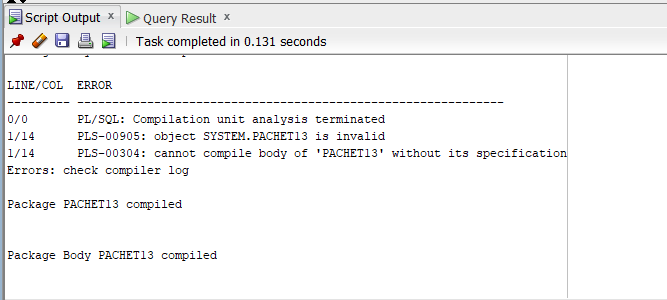 Script Output x Query Result x
Task completed in 0.131 seconds
LINE/COL ERROR
--------- -------------------------------------------------------------
0/0 PL/SQL: Compilation unit analysis terminated
1/14 PLS-00905: object SYSTEM.PACHET13 is invalid
1/14 PLS-00304: cannot compile body of 'PACHET13' without its specification
Errors: check compiler log
Package PACHET13 compiled
Package Body PACHET13 compiled